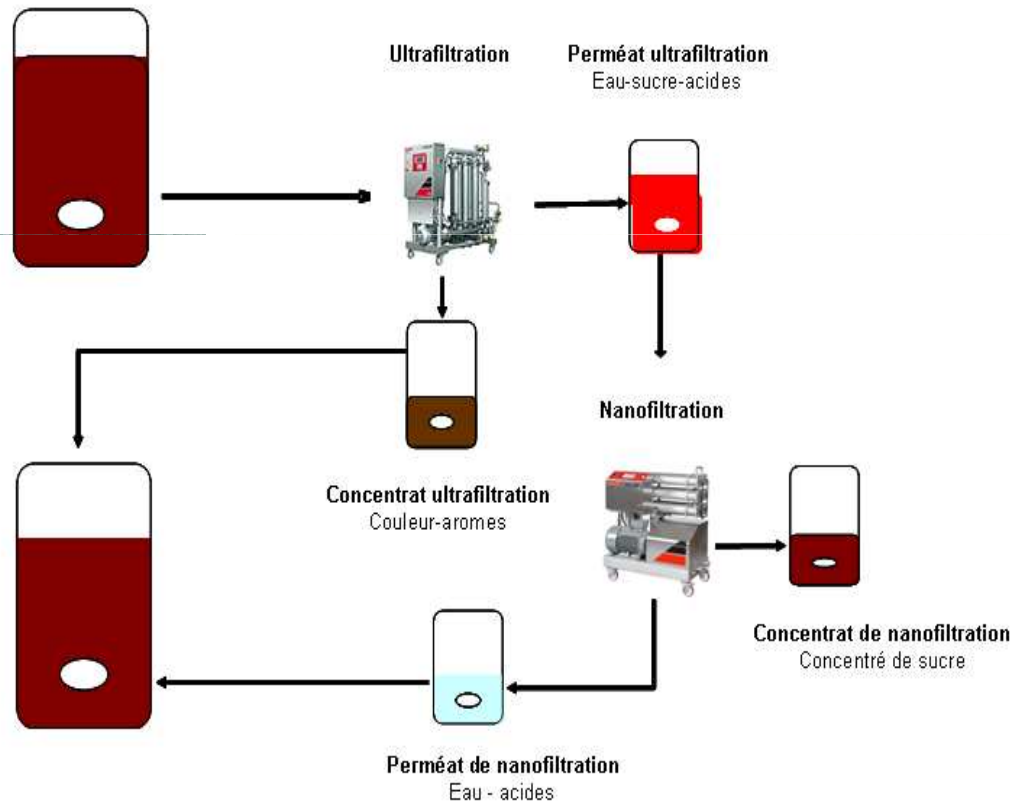 Ultrafiltration
Perméat ultrafiltration
Eau-sucre-acides
Nanofiltration
Concentrat ultrafiltration
Couleur-aromes
Concentrat de nanofiltration
Concentré de sucre
Perméat de nanofiltration
Eau - acides